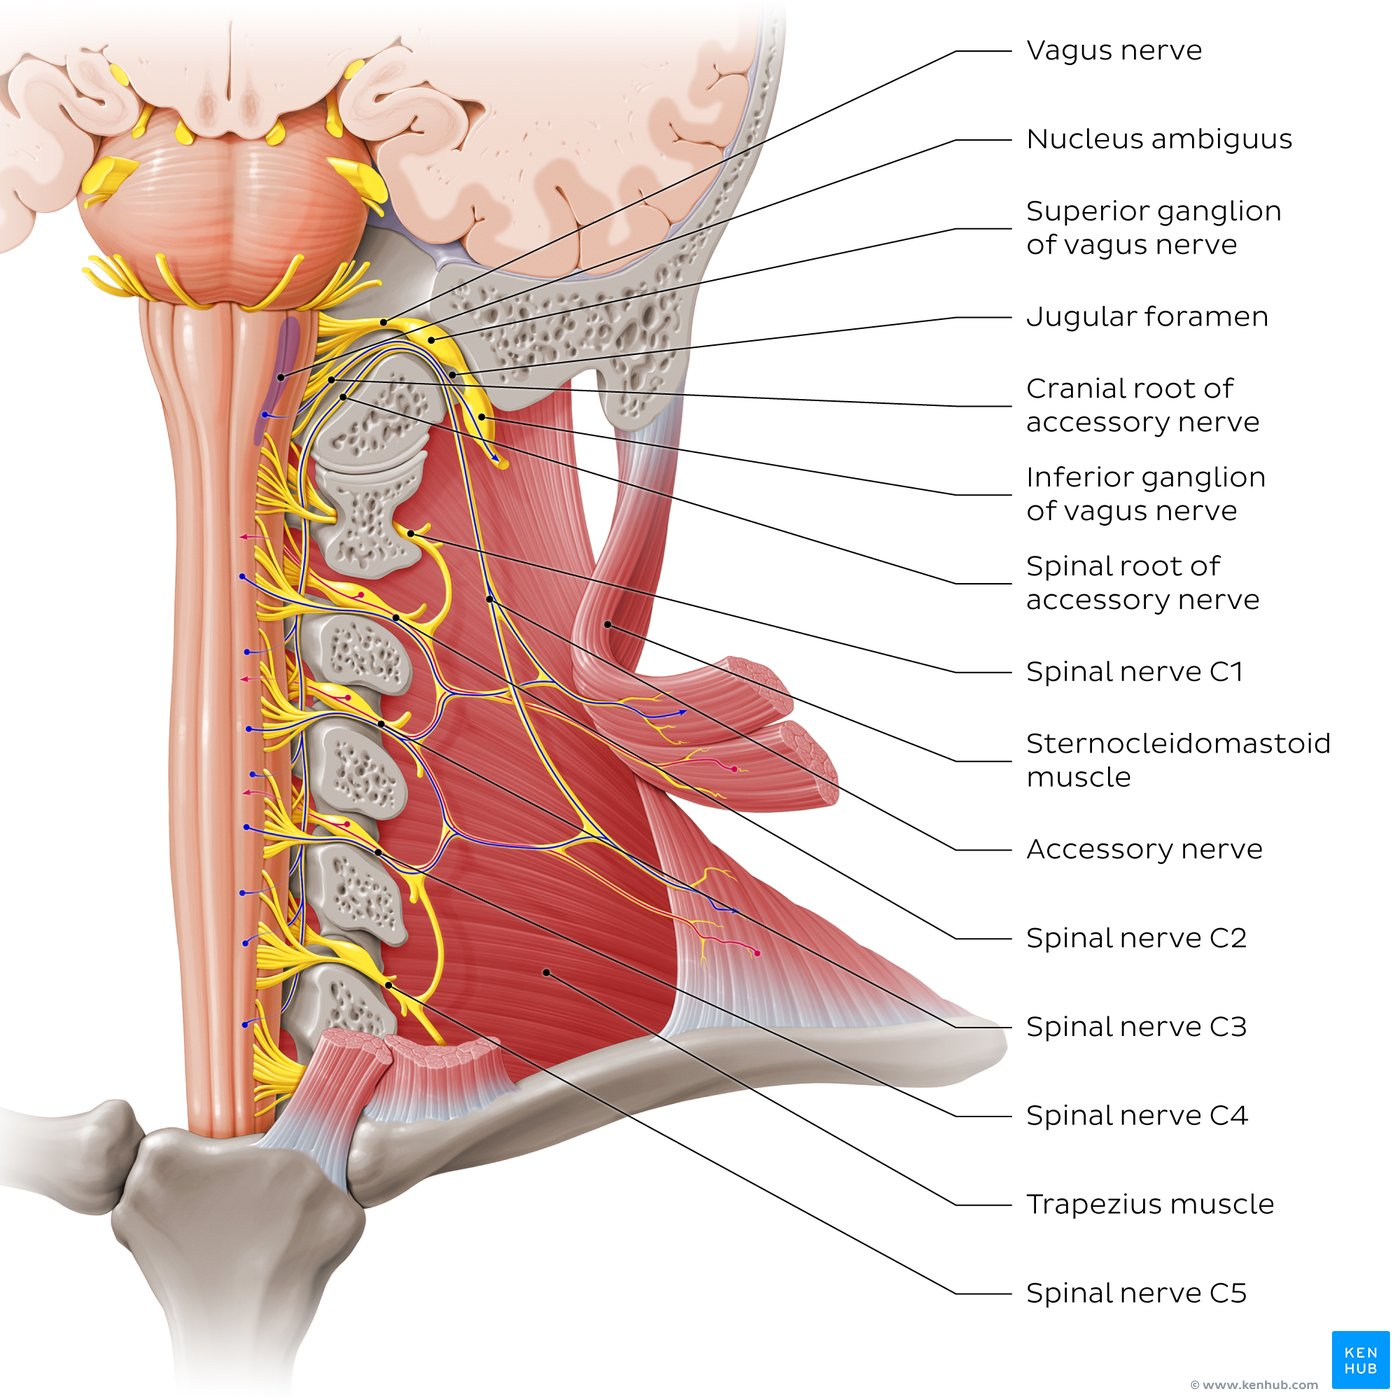 Vagus nerve
Nucleus ambiguus
Superior ganglion
of vagus nerve
Jugular foramen
Cranial root of
accessory nerve
Inferior ganglion
of vagus nerve
Spinal root of
accessory nerve
Spinal nerve C1
Sternocleidomastoid
muscle
Accessory nerve
Spinal nerve C2
Spinal nerve C3
Spinal nerve C4
Trapezius muscle
Spinal nerve C5
KEN
HUB
© www.kenhub.com